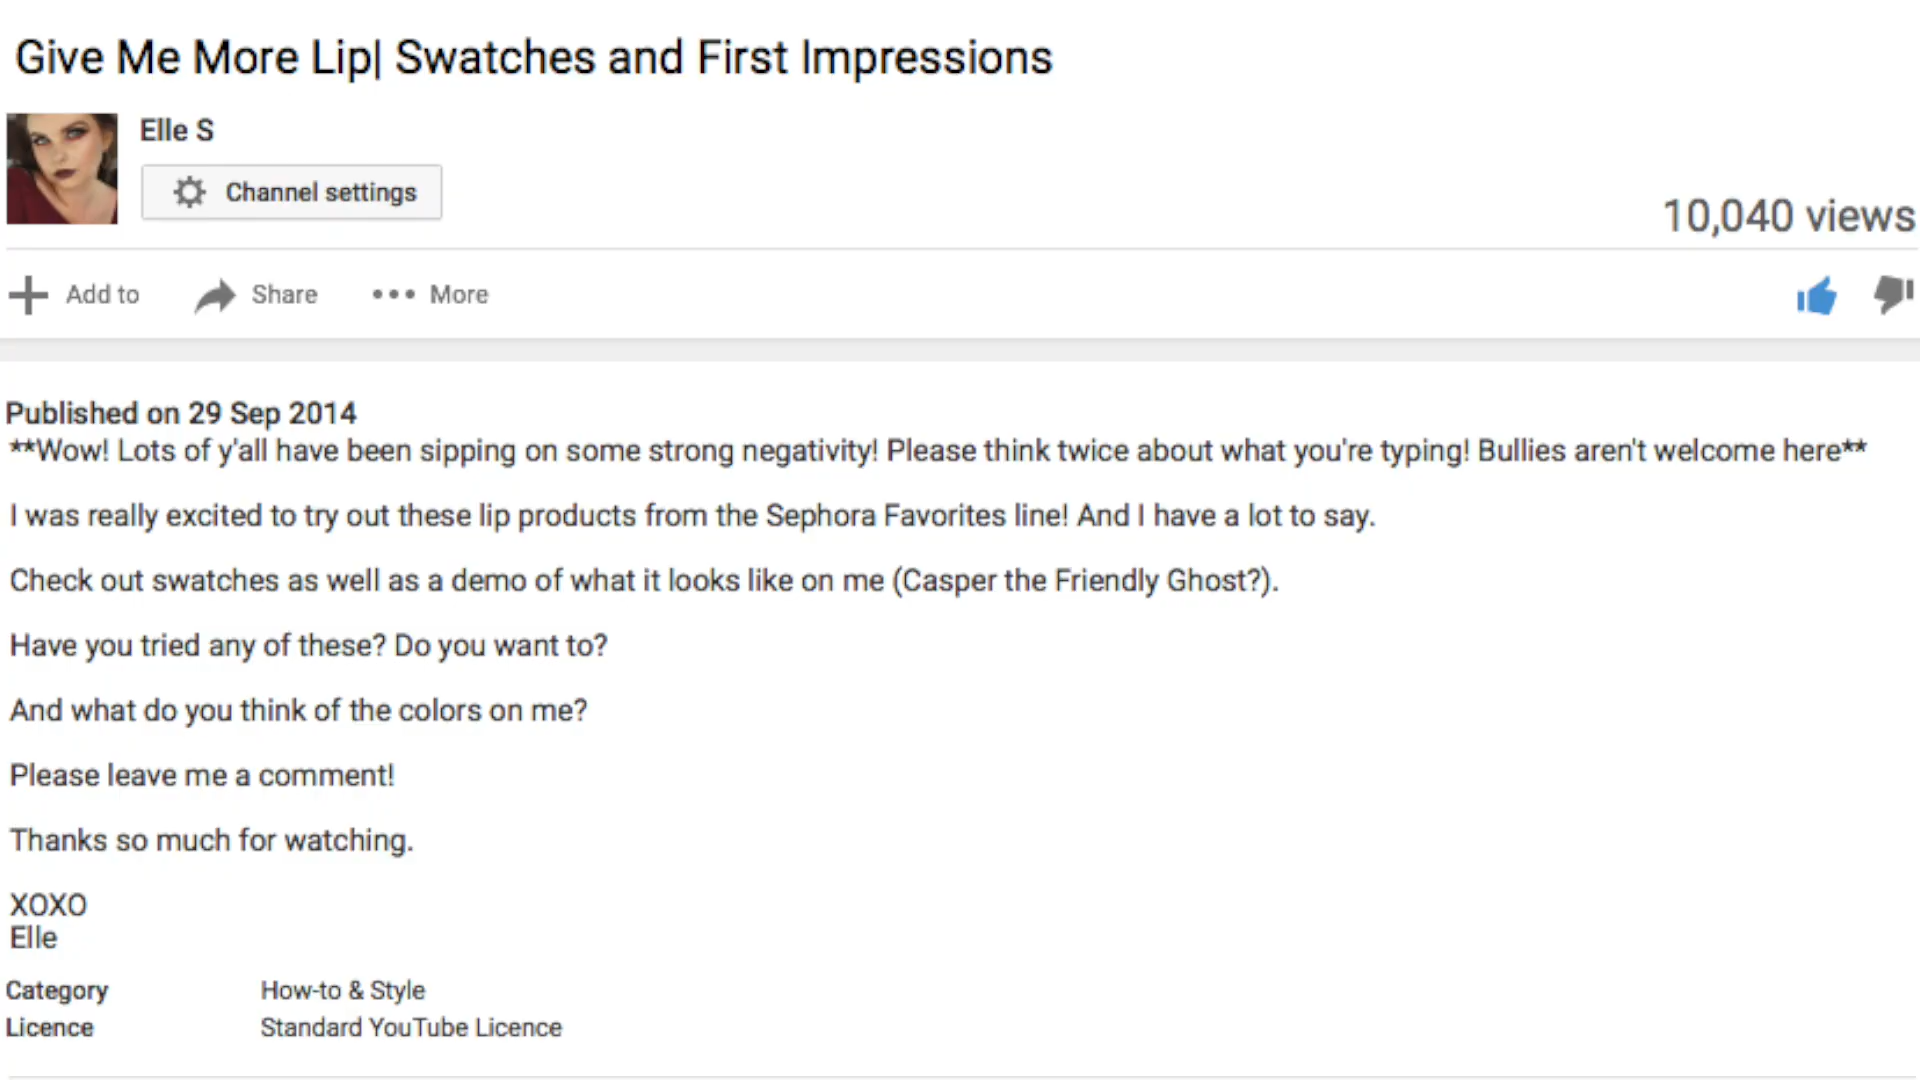 Give Me More Lip| Swatches and First Impressions
Elle S
Channel settings
10,040 views
Add to
Share
More
Published on 29 Sep 2014
**Wow! Lots of y'all have been sipping on some strong negativity! Please think twice about what you're typing! Bullies aren't welcome here**
I was really excited to try out these lip products from the Sephora Favorites line! And I have a lot to say.
Check out swatches as well as a demo of what it looks like on me (Casper the Friendly Ghost?).
Have you tried any of these? Do you want to?
And what do you think of the colors on me?
Please leave me a comment!
Thanks so much for watching.
XOXO
Elle
Category How-to & Style
Licence Standard YouTube Licence